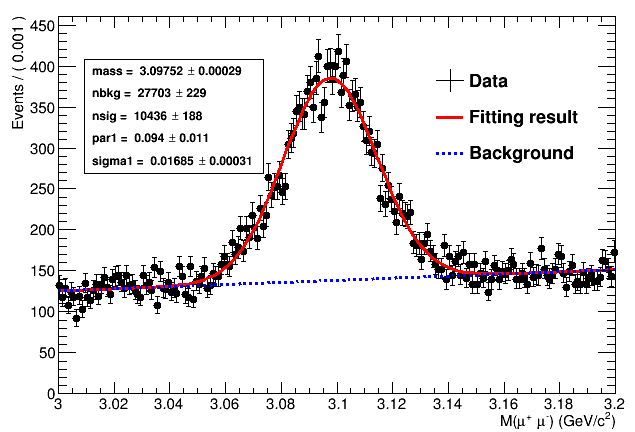 Events / ( 0.001 )
450
400
350
300
250
200
150
100
50
0
mass = 3.09752 ± 0.00029
nbkg = 27703 ± 229
nsig = 10436 ± 188
par1 = 0.094 ± 0.011
sigma1 = 0.01685 ± 0.00031
Data
Fitting result
Background
3 3.02 3.04 3.06 3.08 3.1 3.12 3.14 3.16 3.18 3.2
M(μ⁺ μ⁻) (GeV/c²)